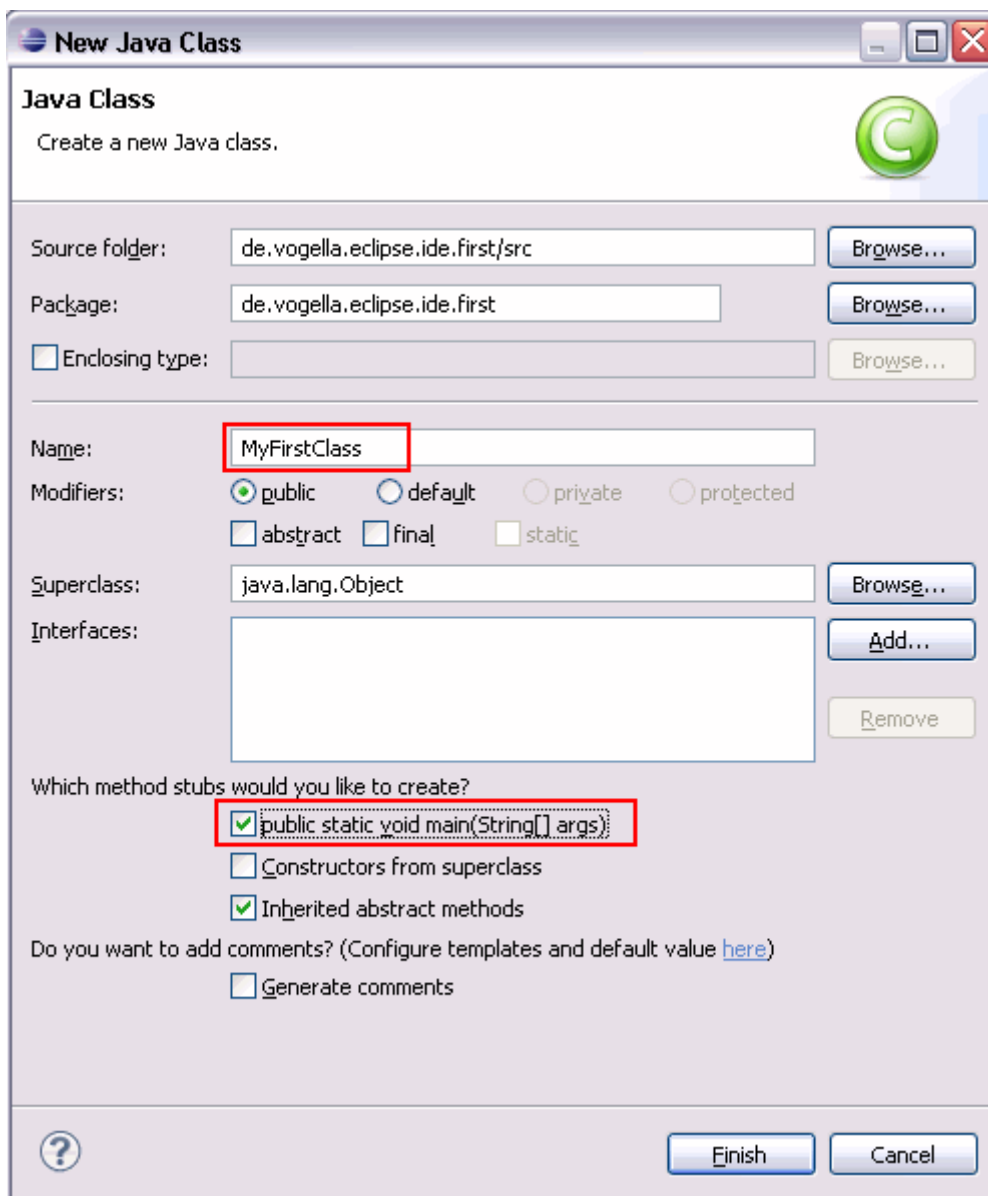 New Java Class
Java Class
Create a new Java class.
C
Source folder: de.vogella.eclipse.ide.first/src Browse...
Package: de.vogella.eclipse.ide.first Browse...
Enclosing type: Browse...
Name: MyFirstClass
Modifiers: public default private protected
abstract final static
Superclass: java.lang.Object Browse...
Interfaces: Add...
Remove
Which method stubs would you like to create?
public static void main(String[] args)
Constructors from superclass
Inherited abstract methods
Do you want to add comments? (Configure templates and default value here)
Generate comments
? Finish Cancel